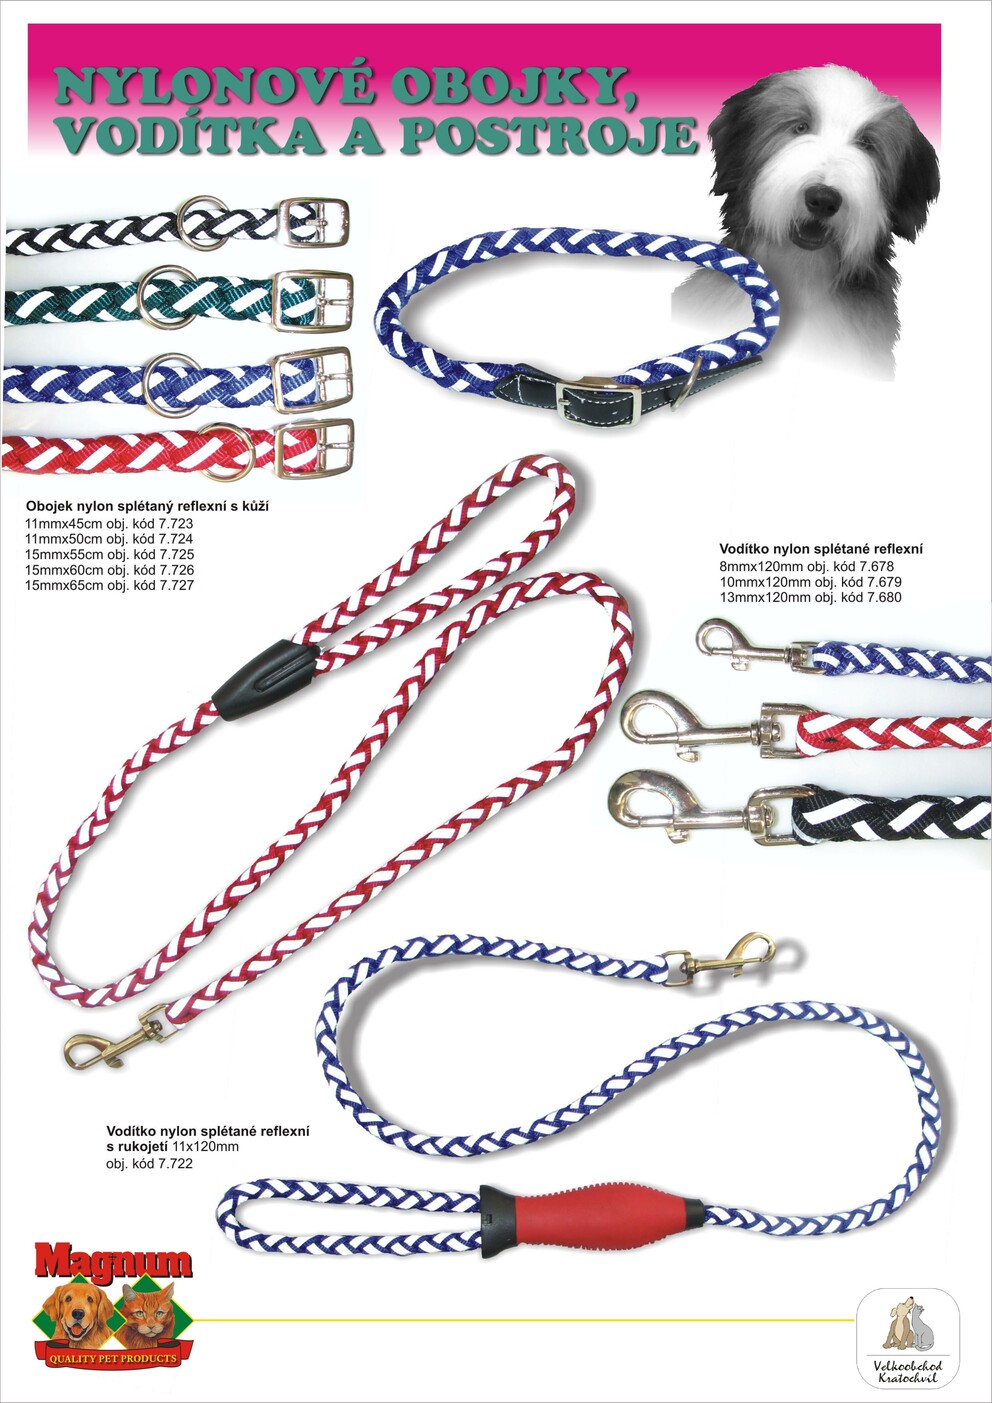 NYLONOVÉ OBOJKY,
VODÍTKA A POSTROJE
Obojek nylon splétaný reflexní s kůží
11mmx45cm obj. kód 7.723
11mmx50cm obj. kód 7.724
15mmx55cm obj. kód 7.725
15mmx60cm obj. kód 7.726
15mmx65cm obj. kód 7.727
Vodítko nylon splétané reflexní
8mmx120mm obj. kód 7.678
10mmx120mm obj. kód 7.679
13mmx120mm obj. kód 7.680
Vodítko nylon splétané reflexní
s rukojetí 11x120mm
obj. kód 7.722
Magnum
QUALITY PET PRODUCTS
Velkoobchod
Kratochvíl